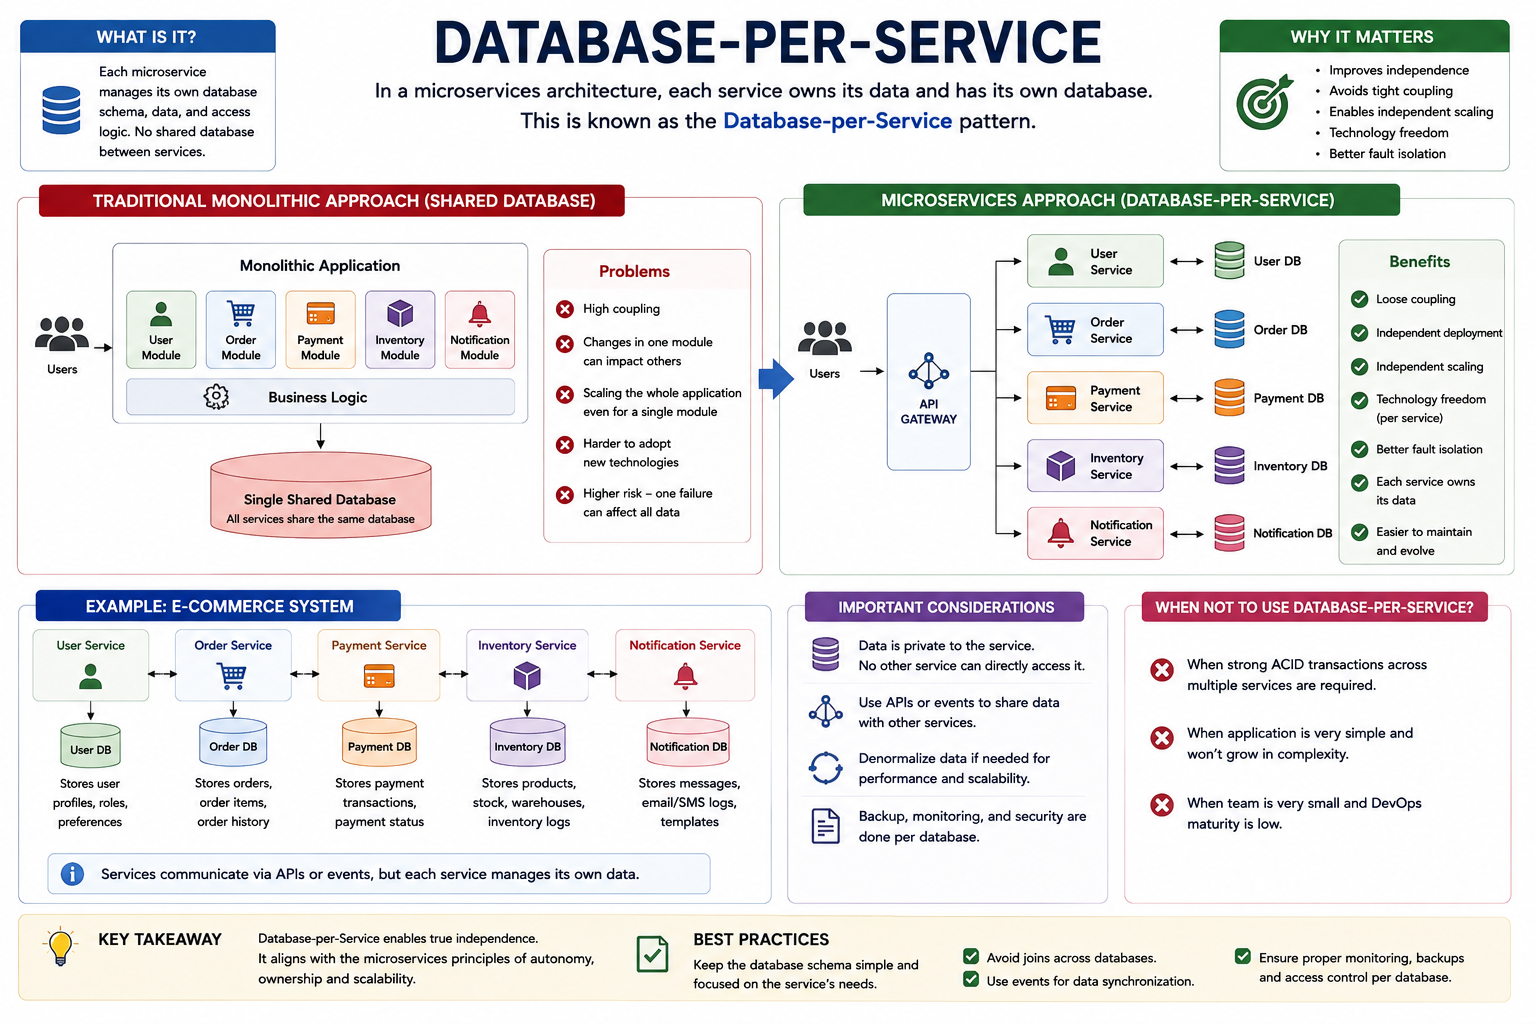 WHAT IS IT?
Each microservice
manages its own database
schema, data, and access
logic. No shared database
between services.
DATABASE-PER-SERVICE
In a microservices architecture, each service owns its data and has its own database.
This is known as the Database-per-Service pattern.
WHY IT MATTERS
• Improves independence
• Avoids tight coupling
• Enables independent scaling
• Technology freedom
• Better fault isolation
TRADITIONAL MONOLITHIC APPROACH (SHARED DATABASE)
Users
Monolithic Application
User
Module
Order
Module
Payment
Module
Inventory
Module
Notification
Module
Business Logic
Single Shared Database
All services share the same database
Problems
High coupling
Changes in one module
can impact others
Scaling the whole application
even for a single module
Harder to adopt
new technologies
Higher risk – one failure
can affect all data
MICROSERVICES APPROACH (DATABASE-PER-SERVICE)
Users
API
GATEWAY
User
Service
User DB
Order
Service
Order DB
Payment
Service
Payment DB
Inventory
Service
Inventory DB
Notification
Service
Notification DB
Benefits
Loose coupling
Independent deployment
Independent scaling
Technology freedom
(per service)
Better fault isolation
Each service owns
its data
Easier to maintain
and evolve
EXAMPLE: E-COMMERCE SYSTEM
User Service
User DB
Stores user
profiles, roles,
preferences
Order Service
Order DB
Stores orders,
order items,
order history
Payment Service
Payment DB
Stores payment
transactions,
payment status
Inventory Service
Inventory DB
Stores products,
stock, warehouses,
inventory logs
Notification Service
Notification DB
Stores messages,
email/SMS logs,
templates
Services communicate via APIs or events, but each service manages its own data.
IMPORTANT CONSIDERATIONS
Data is private to the service.
No other service can directly access it.
Use APIs or events to share data
with other services.
Denormalize data if needed for
performance and scalability.
Backup, monitoring, and security are
done per database.
WHEN NOT TO USE DATABASE-PER-SERVICE?
When strong ACID transactions across
multiple services are required.
When application is very simple and
won't grow in complexity.
When team is very small and DevOps
maturity is low.
KEY TAKEAWAY
Database-per-Service enables true independence.
It aligns with the microservices principles of autonomy,
ownership and scalability.
BEST PRACTICES
Keep the database schema simple and
focused on the service's needs.
Avoid joins across databases.
Use events for data synchronization.
Ensure proper monitoring, backups
and access control per database.